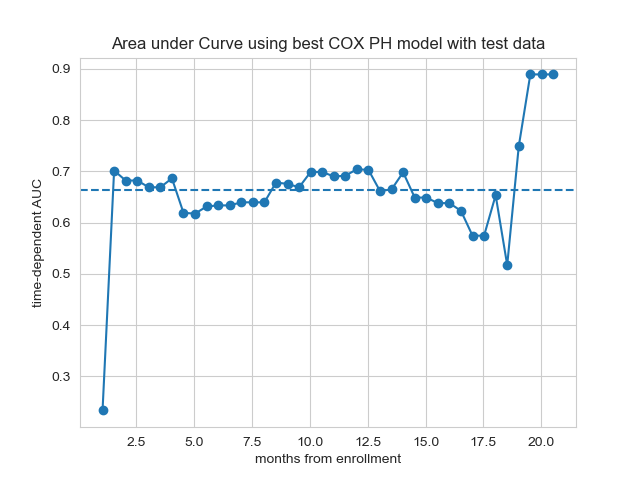 Area under Curve using best COX PH model with test data
time-dependent AUC
0.9
0.8
0.7
0.6
0.5
0.4
0.3
2.5 5.0 7.5 10.0 12.5 15.0 17.5 20.0
months from enrollment